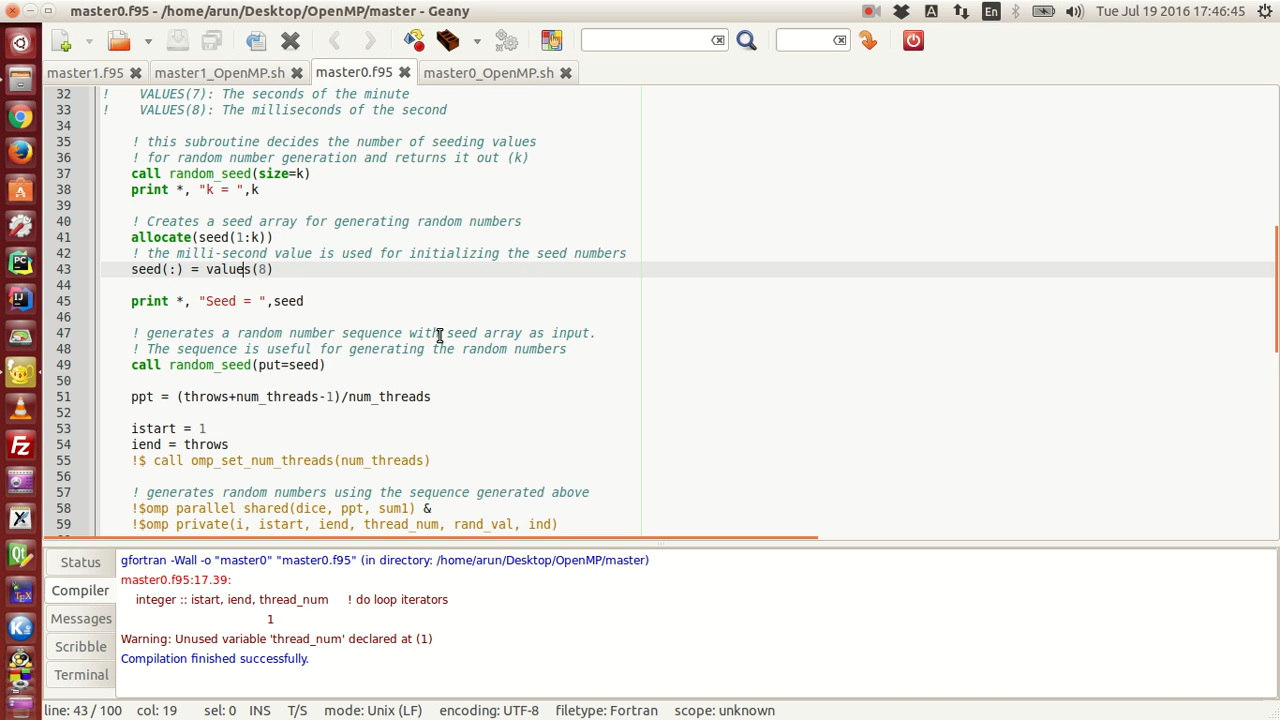 master0.f95 - /home/arun/Desktop/OpenMP/master - Geany
A En Tue Jul 19 2016 17:46:45
master1.f95 master1_OpenMP.sh master0.f95 master0_OpenMP.sh
32 ! VALUES(7): The seconds of the minute
33 ! VALUES(8): The milliseconds of the second
34
35 ! this subroutine decides the number of seeding values
36 ! for random number generation and returns it out (k)
37 call random_seed(size=k)
38 print *, "k = ",k
39
40 ! Creates a seed array for generating random numbers
41 allocate(seed(1:k))
42 ! the milli-second value is used for initializing the seed numbers
43 seed(:) = values(8)
44
45 print *, "Seed = ",seed
46
47 ! generates a random number sequence with seed array as input.
48 ! The sequence is useful for generating the random numbers
49 call random_seed(put=seed)
50
51 ppt = (throws+num_threads-1)/num_threads
52
53 istart = 1
54 iend = throws
55 !$ call omp_set_num_threads(num_threads)
56
57 ! generates random numbers using the sequence generated above
58 !$omp parallel shared(dice, ppt, sum1) &
59 !$omp private(i, istart, iend, thread_num, rand_val, ind)
Status
Compiler
Messages
Scribble
Terminal
gfortran -Wall -o "master0" "master0.f95" (in directory: /home/arun/Desktop/OpenMP/master)
master0.f95:17.39:
integer :: istart, iend, thread_num ! do loop iterators
1
Warning: Unused variable 'thread_num' declared at (1)
Compilation finished successfully.
line: 43 / 100 col: 19 sel: 0 INS T/S mode: Unix (LF) encoding: UTF-8 filetype: Fortran scope: unknown